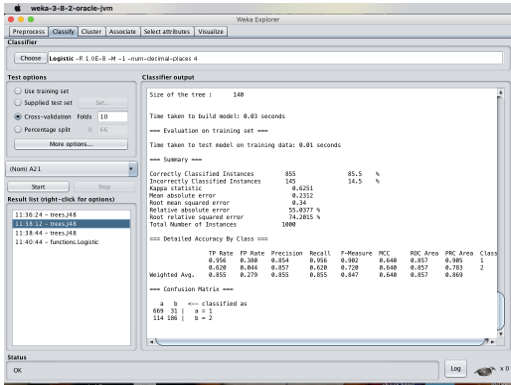 weka-3-8-2-oracle-jvm
Weka Explorer
Preprocess Classify Cluster Associate Select attributes Visualize
Classifier
Choose Logistic -R 1.0E-8 -M -1 -num-decimal-places 4
Test options
Use training set
Supplied test set Set...
Cross-validation Folds 10
Percentage split % 66
More options...
(Nom) A21
Start Stop
Result list (right-click for options)
11:36:24 - trees.J48
11:38:12 - trees.J48
11:38:44 - trees.J48
11:40:44 - functions.Logistic
Classifier output
Size of the tree : 140
Time taken to build model: 0.03 seconds
=== Evaluation on training set ===
Time taken to test model on training data: 0.01 seconds
=== Summary ===
Correctly Classified Instances 855 85.5 %
Incorrectly Classified Instances 145 14.5 %
Kappa statistic 0.6251
Mean absolute error 0.2312
Root mean squared error 0.34
Relative absolute error 55.0377 %
Root relative squared error 74.2015 %
Total Number of Instances 1000
=== Detailed Accuracy By Class ===
TP Rate FP Rate Precision Recall F-Measure MCC ROC Area PRC Area Class
0.956 0.380 0.854 0.956 0.902 0.640 0.857 0.905 1
0.620 0.044 0.857 0.620 0.720 0.640 0.857 0.783 2
Weighted Avg. 0.855 0.279 0.855 0.855 0.847 0.640 0.857 0.869
=== Confusion Matrix ===
a b <-- classified as
669 31 | a = 1
114 186 | b = 2
Status
OK
Log
x 0